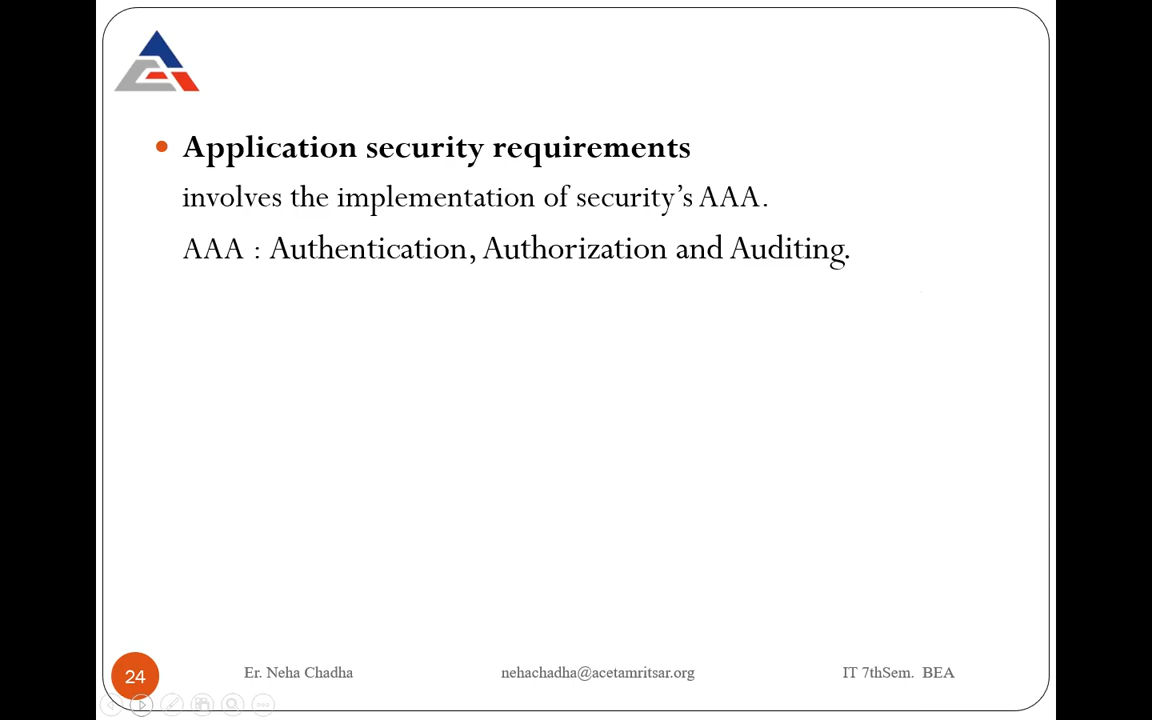 Application security requirements
involves the implementation of security’s AAA.
AAA : Authentication, Authorization and Auditing.
24
Er. Neha Chadha
nehachadha@acetamritsar.org
IT 7thSem. BEA